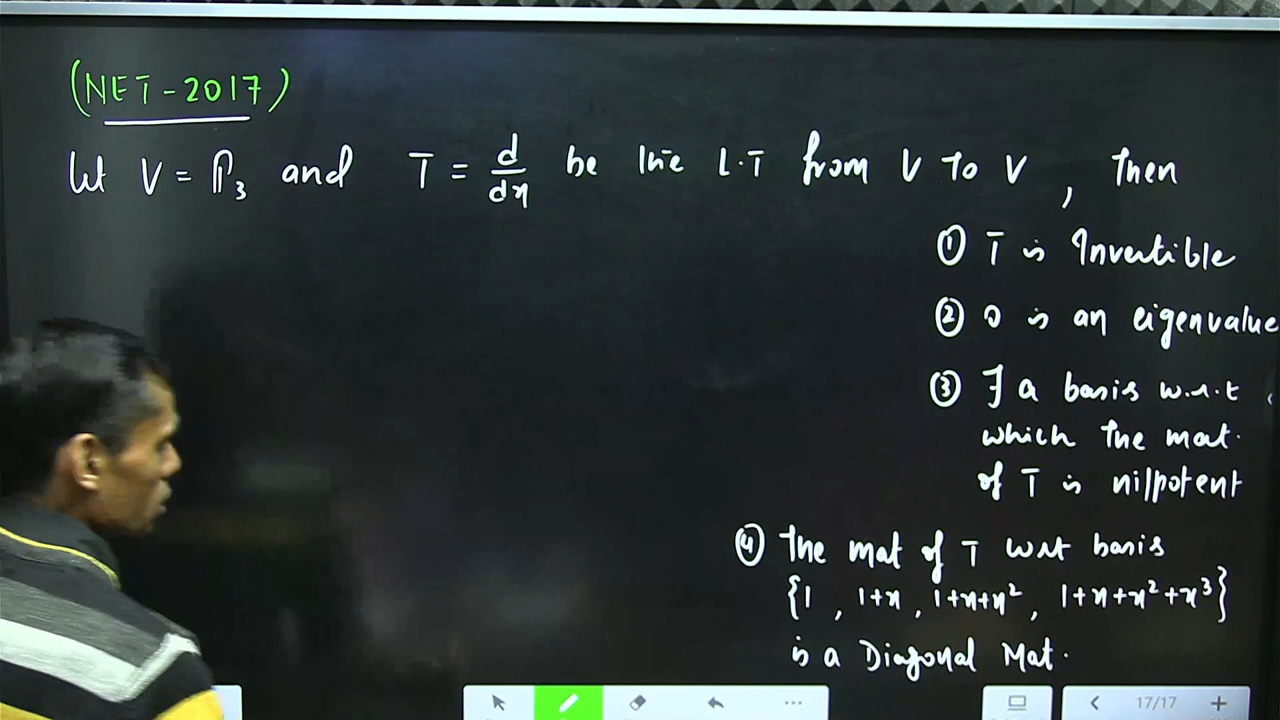 (NET-2017)
Let V = ℙ₃ and T = d/dx be the L.T from V To V , Then
① T is Invertible
② 0 is an eigenvalue
③ ∃ a basis w.r.t
which the mat.
of T is nilpotent
④ The mat of T wrt basis
{1 , 1+x , 1+x+x² , 1+x+x²+x³}
is a Diagonal Mat.
17/17